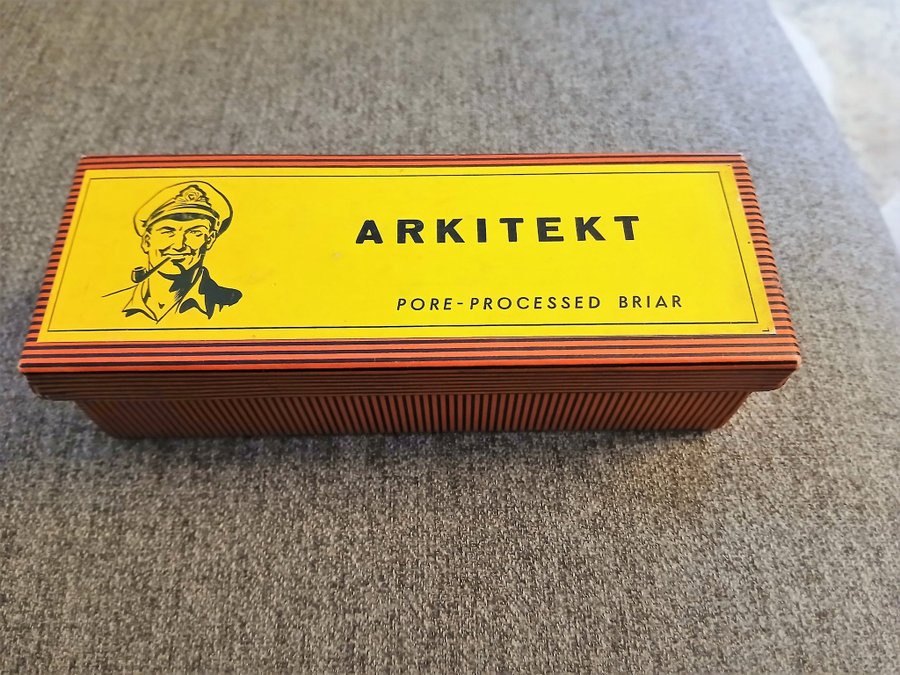 ARKITEKT
PORE-PROCESSED BRIAR